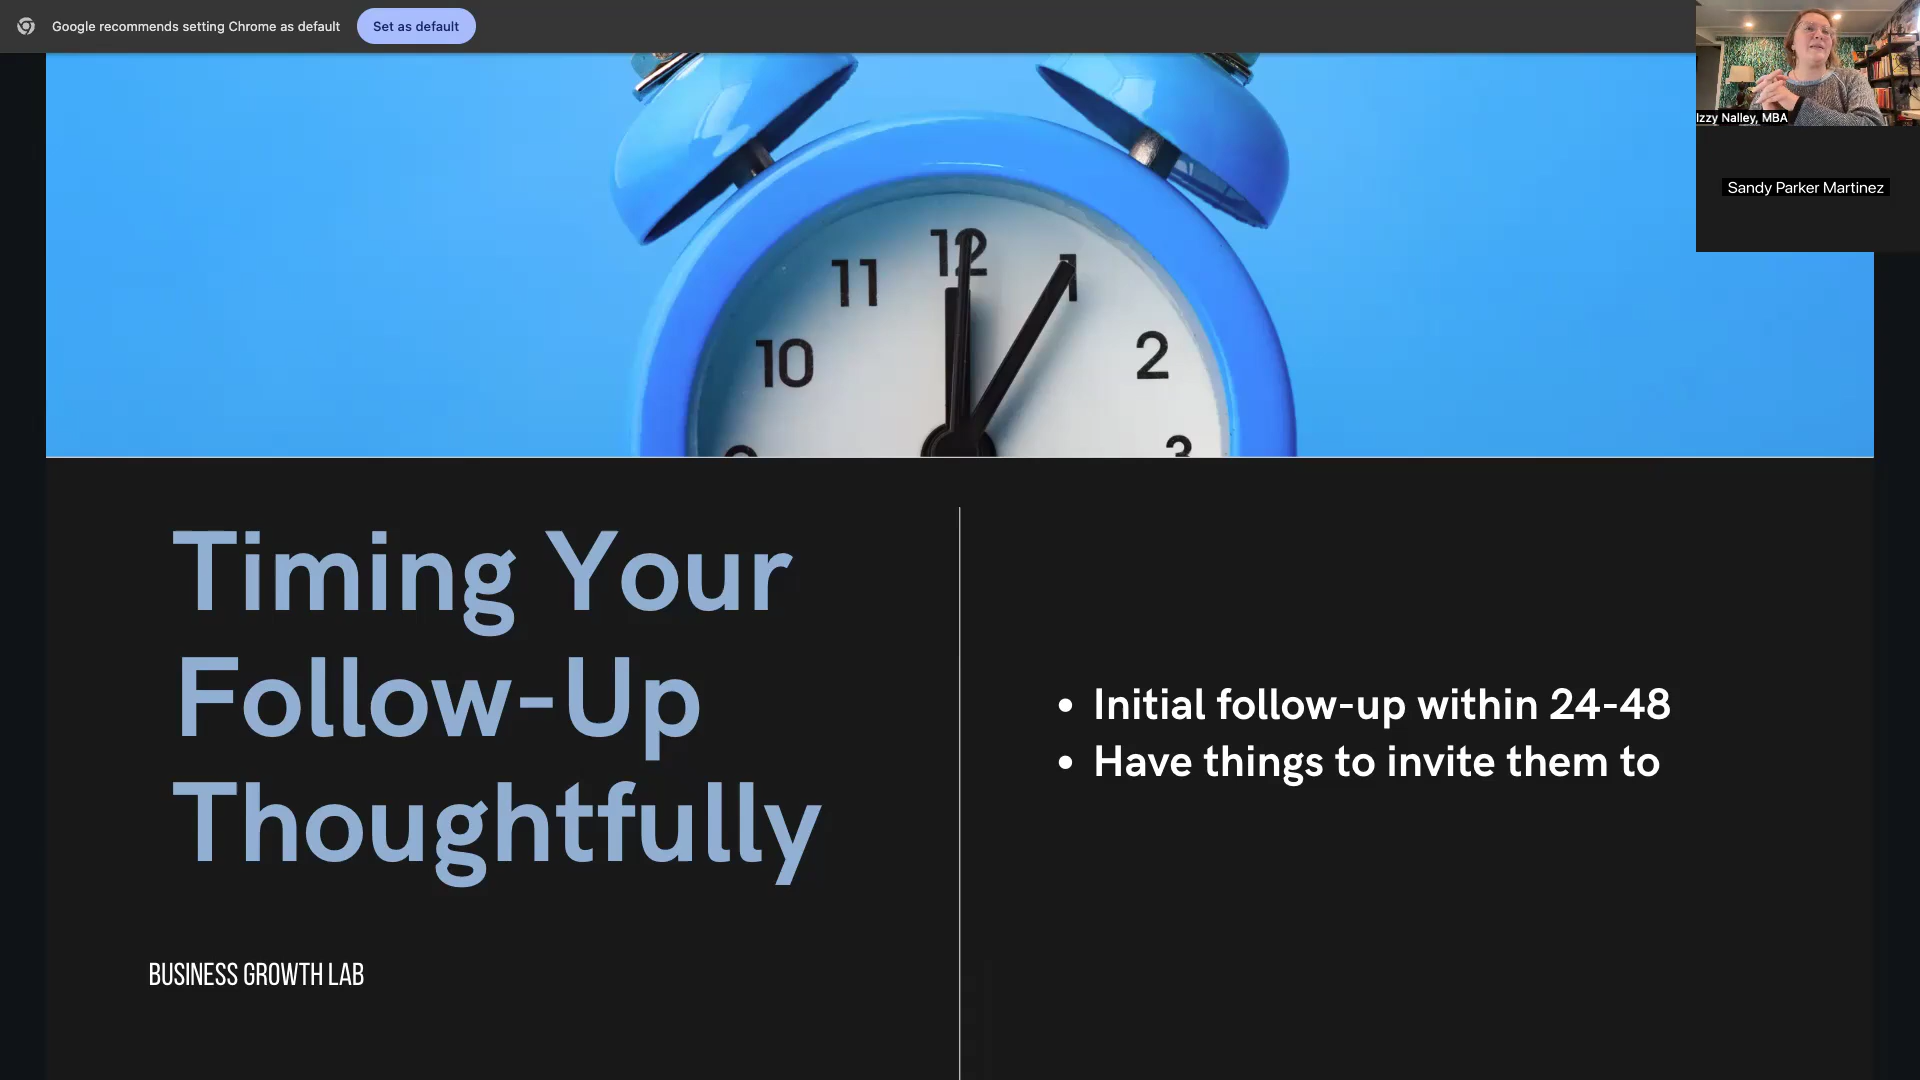 Google recommends setting Chrome as default
Set as default
Izzy Nalley, MBA
Sandy Parker Martinez
12
11
1
10
2
3
Timing Your
Follow-Up
Thoughtfully
Initial follow-up within 24-48
Have things to invite them to
BUSINESS GROWTH LAB